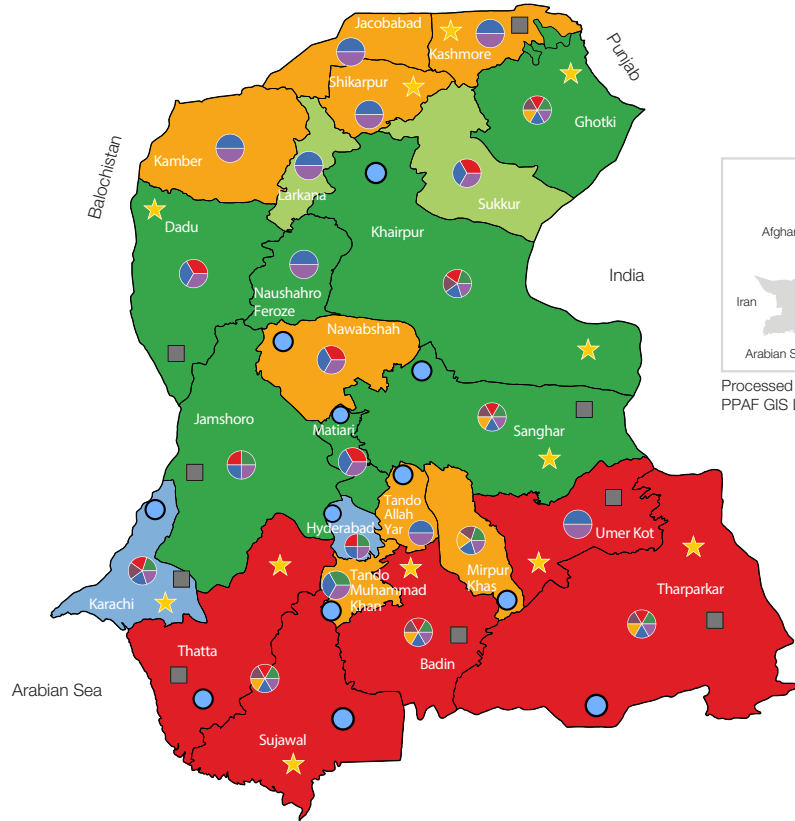 Jacobabad
Kashmore
Punjab
Shikarpur
Ghotki
Balochistan
Kamber
Larkana
Sukkur
Dadu
Khairpur
Afghan
India
Naushahro
Feroze
Iran
Nawabshah
Arabian S
Processed
PPAF GIS L
Jamshoro
Matiari
Sanghar
Tando
Allah
Yar
Hyderabad
Umer Kot
Mirpur
Khas
Tando
Muhammad
Khan
Tharparkar
Karachi
Thatta
Badin
Arabian Sea
Sujawal